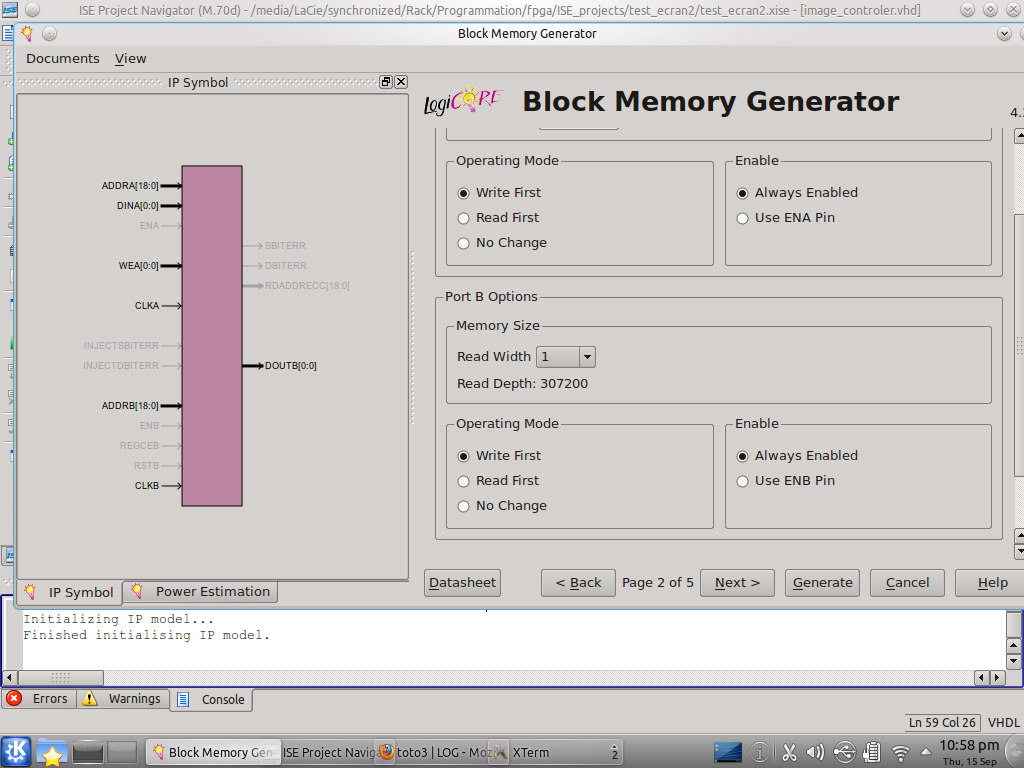 ISE Project Navigator (M.70d) - /media/LaCie/synchronized/Rack/Programmation/fpga/ISE_projects/test_ecran2/test_ecran2.xise - [image_controler.vhd]
Block Memory Generator
Documents View
IP Symbol
LogiCORE Block Memory Generator
4.
ADDRA[18:0]
DINA[0:0]
ENA
SBITERR
WEA[0:0]
DBITERR
RDADDRECC[18:0]
CLKA
INJECTSBITERR
INJECTDBITERR
DOUTB[0:0]
ADDRB[18:0]
ENB
REGCEB
RSTB
CLKB
Operating Mode
Write First
Read First
No Change
Enable
Always Enabled
Use ENA Pin
Port B Options
Memory Size
Read Width 1
Read Depth: 307200
Operating Mode
Write First
Read First
No Change
Enable
Always Enabled
Use ENB Pin
IP Symbol Power Estimation
Datasheet < Back Page 2 of 5 Next > Generate Cancel Help
Initializing IP model...
Finished initialising IP model.
Errors Warnings Console
Ln 59 Col 26 VHDL
Block Memory Gen ISE Project Navig toto3 | LOG - Moz XTerm 2
10:58 pm
Thu, 15 Sep